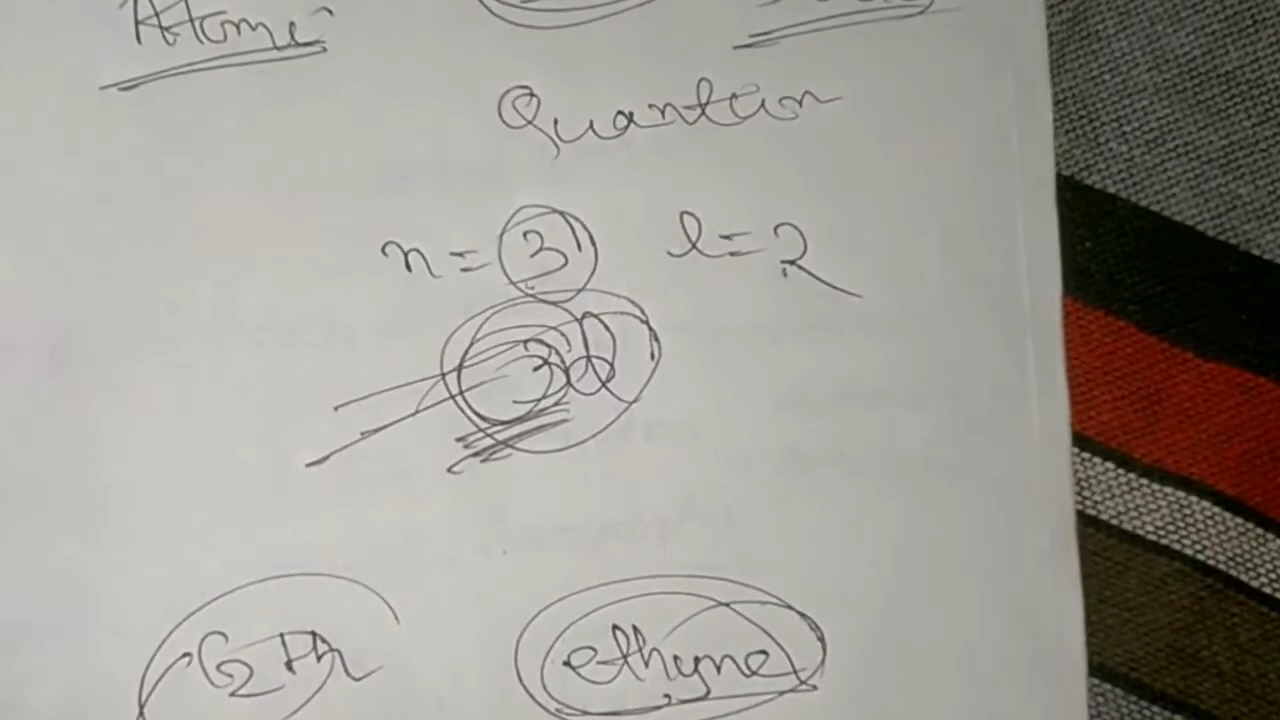 Atomic
Quantum
n = 3 l = 2
3d
C2H2 ethyne